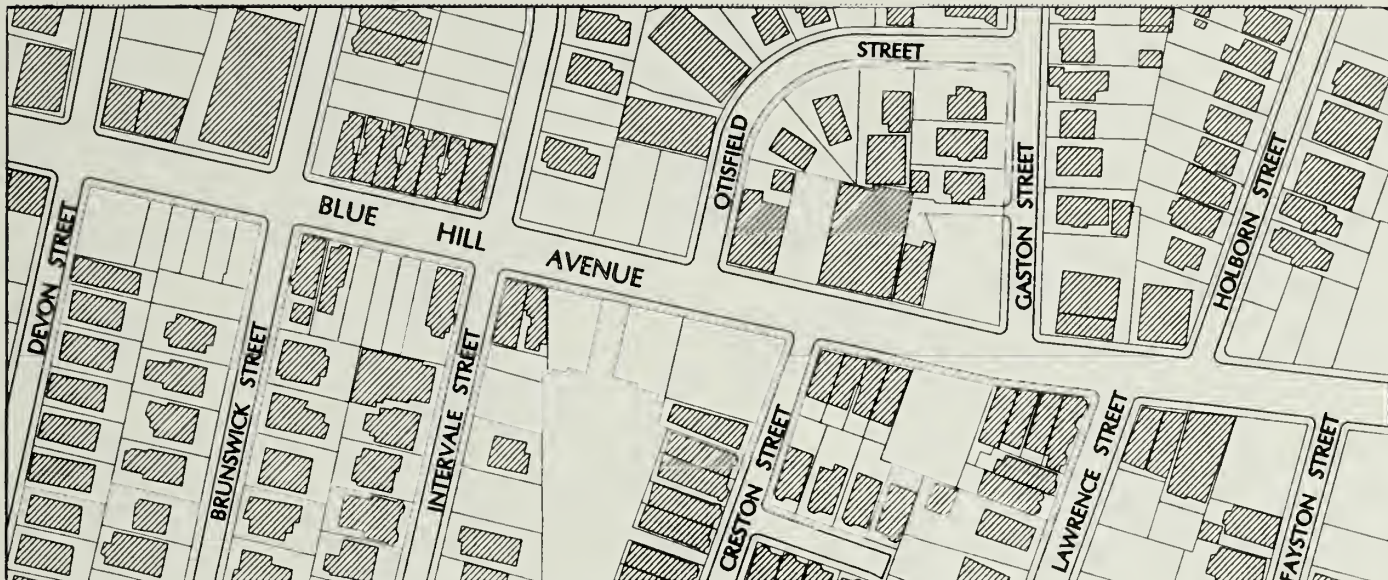 STREET
OTISFIELD
BLUE HILL AVENUE
GASTON STREET
HOLBORN STREET
DEVON STREET
BRUNSWICK STREET
INTERVALE STREET
CRESTON STREET
LAWRENCE STREET
FAYSTON STREET